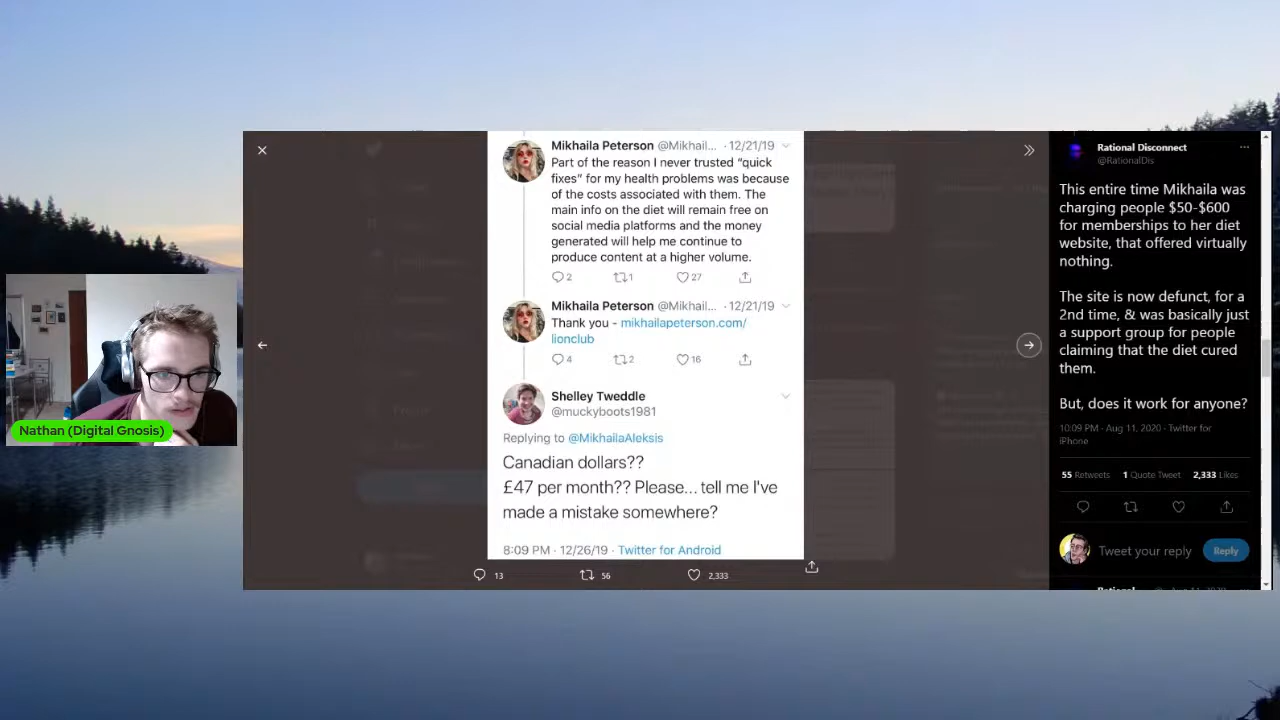 Mikhaila Peterson @Mikhail... · 12/21/19
Part of the reason I never trusted "quick
fixes" for my health problems was because
of the costs associated with them. The
main info on the diet will remain free on
social media platforms and the money
generated will help me continue to
produce content at a higher volume.
2 1 27
Mikhaila Peterson @Mikhail... · 12/21/19
Thank you - mikhailapeterson.com/
lionclub
4 2 16
Shelley Tweddle
@muckyboots1981
Replying to @MikhailaAleksis
Canadian dollars??
£47 per month?? Please... tell me I've
made a mistake somewhere?
8:09 PM · 12/26/19 · Twitter for Android
13 56 2,333
Rational Disconnect
@RationalDis
This entire time Mikhaila was
charging people $50-$600
for memberships to her diet
website, that offered virtually
nothing.
The site is now defunct, for a
2nd time, & was basically just
a support group for people
claiming that the diet cured
them.
But, does it work for anyone?
10:09 PM · Aug 11, 2020 · Twitter for
iPhone
55 Retweets 1 Quote Tweet 2,333 Likes
Tweet your reply Reply
Nathan (Digital Gnosis)